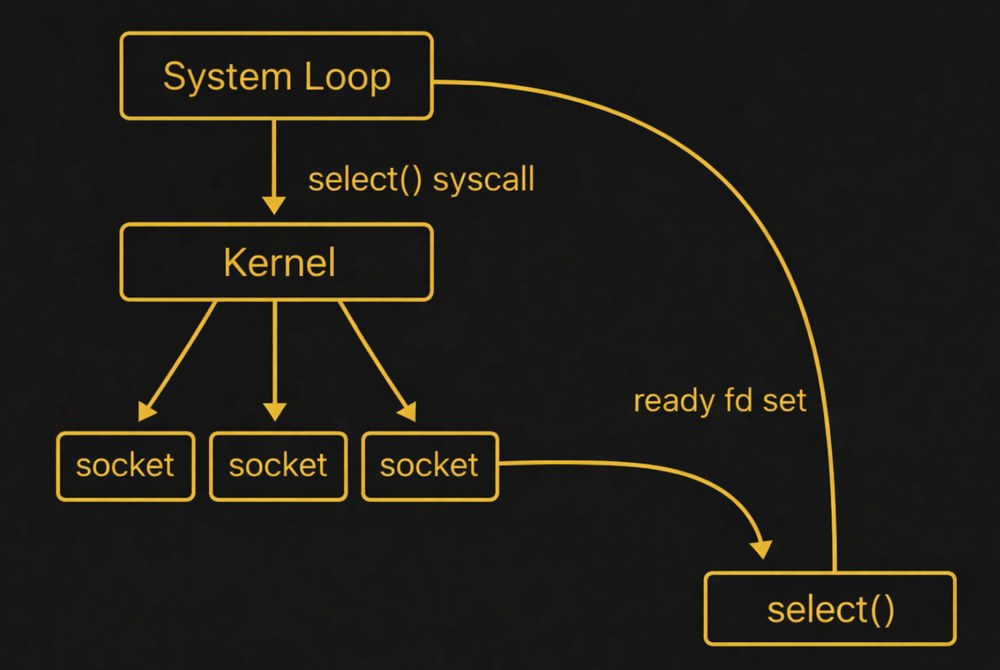 System Loop
select() syscall
Kernel
ready fd set
socket
socket
socket
select()